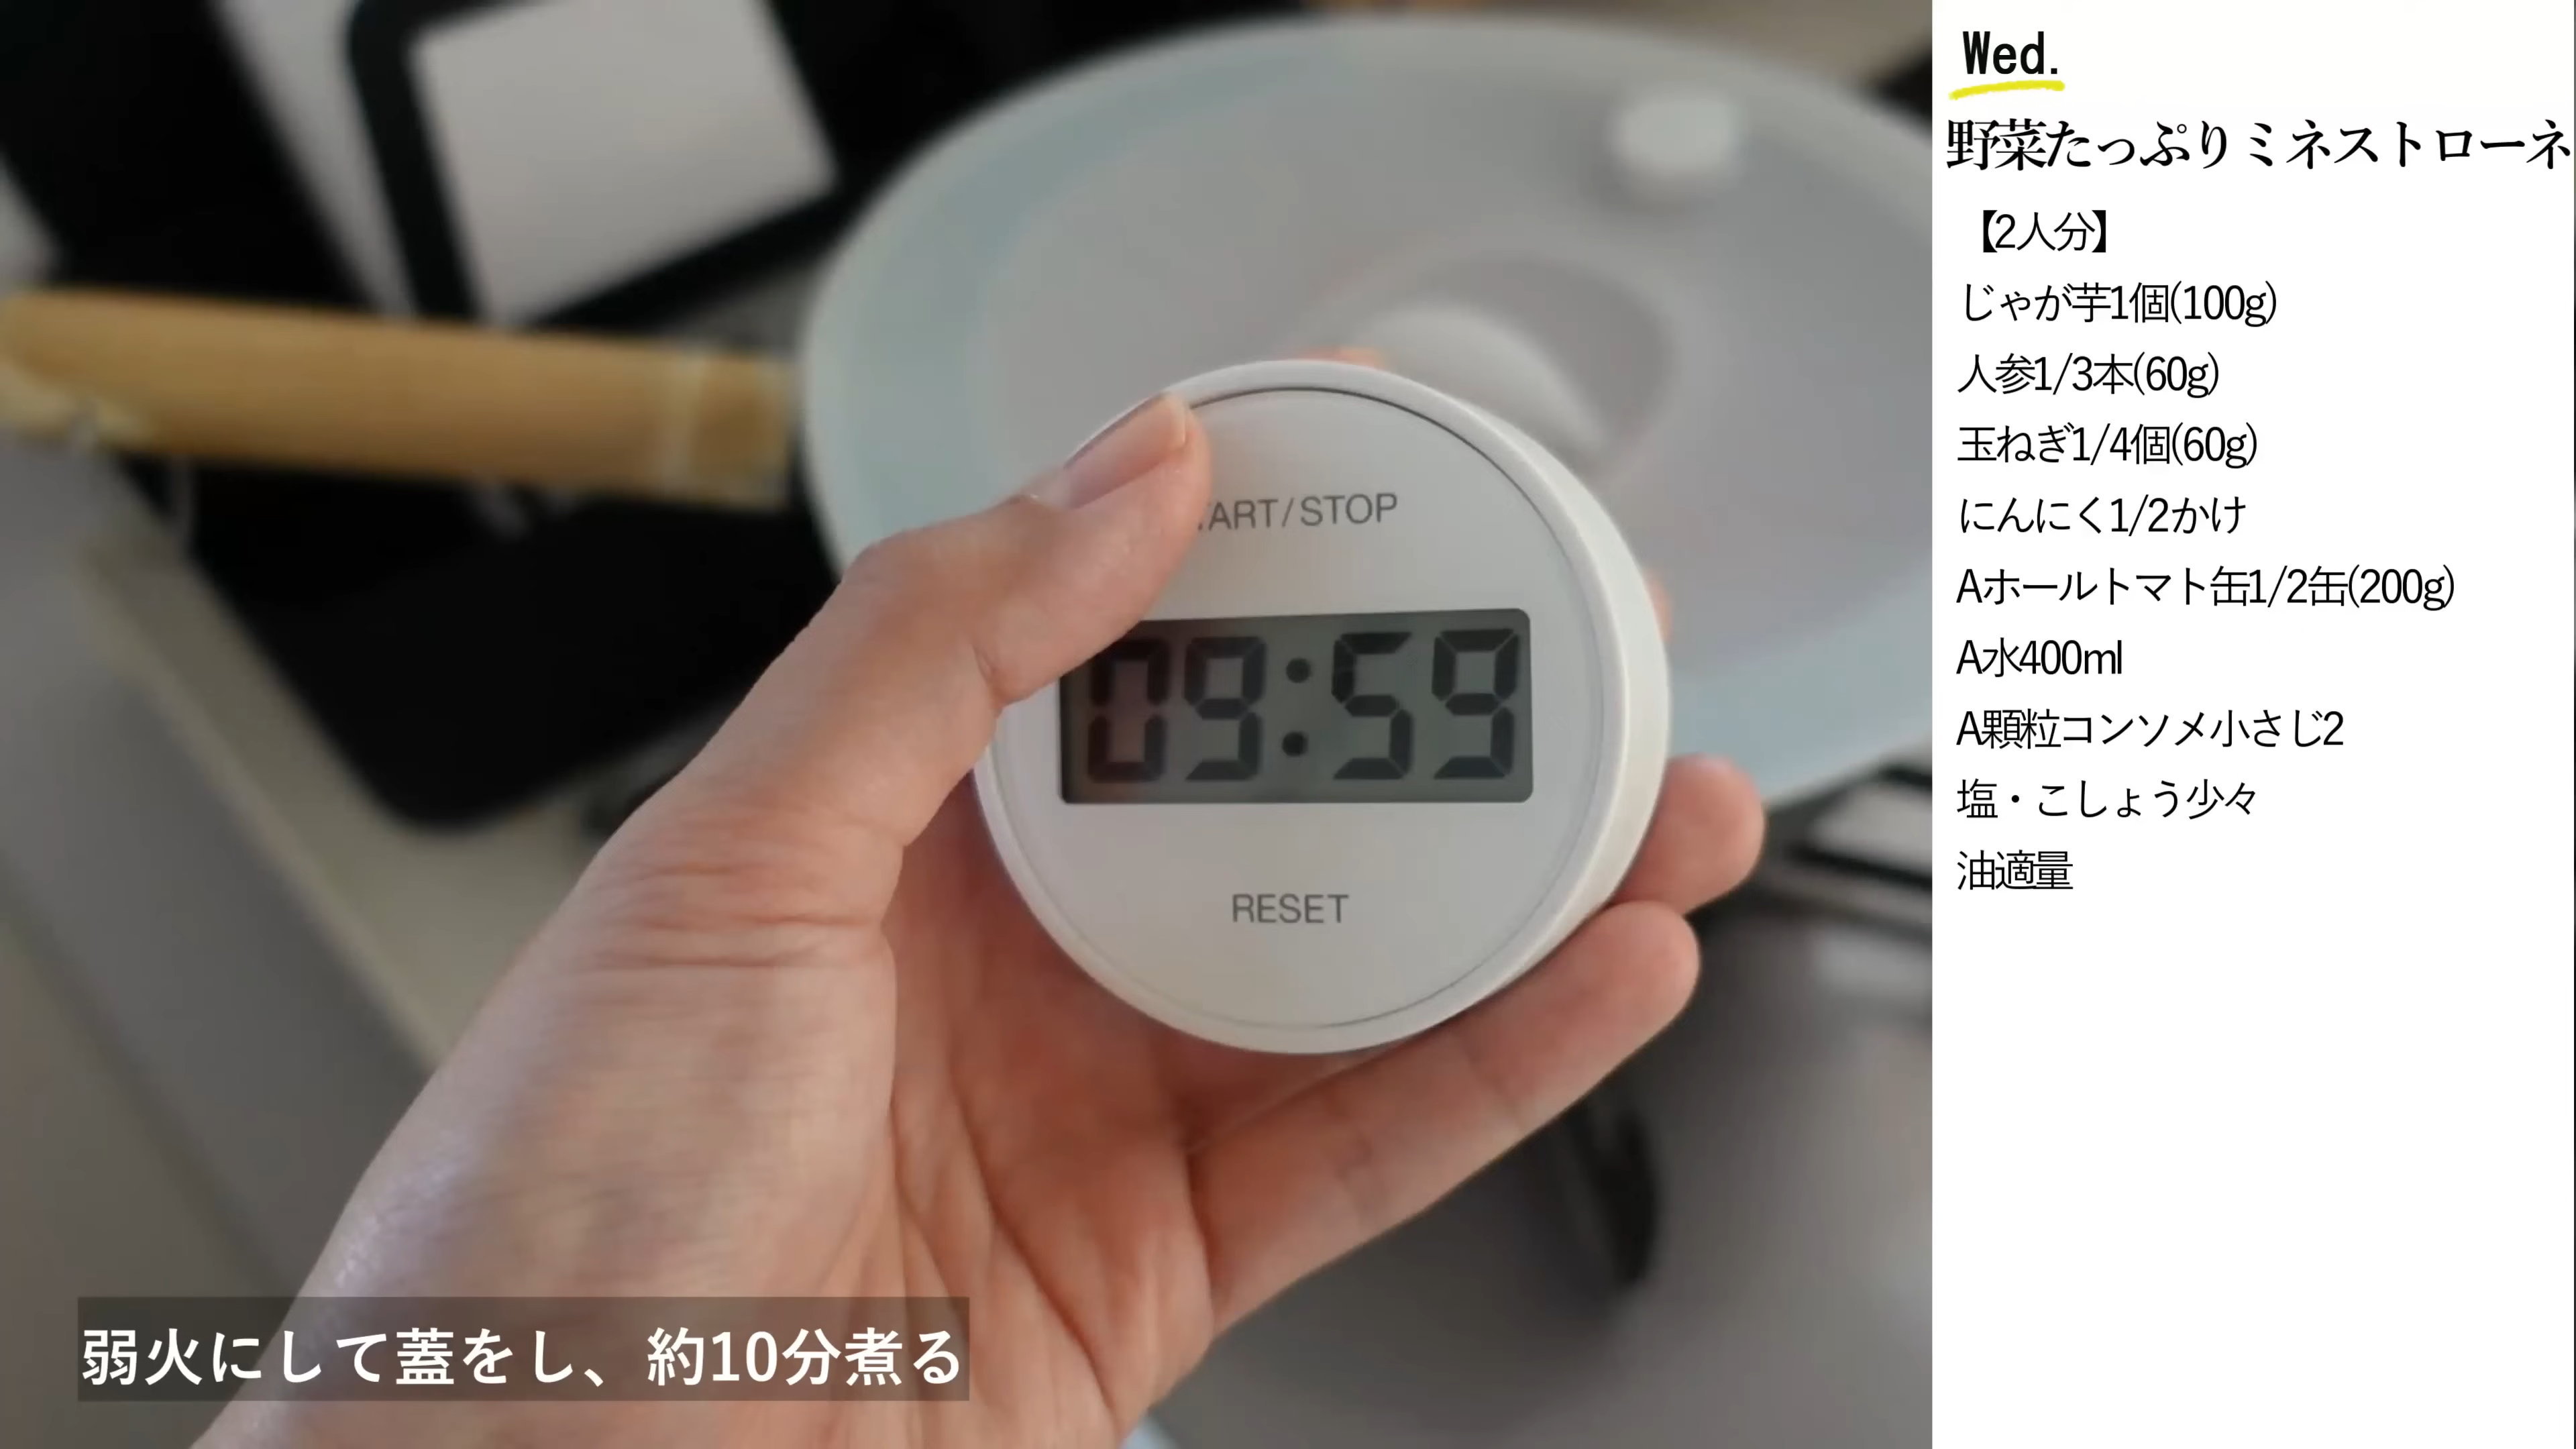 Wed.
野菜たっぷりミネストローネ
【2人分】
じゃが芋1個(100g)
人参1/3本(60g)
玉ねぎ1/4個(60g)
にんにく1/2かけ
Aホールトマト缶1/2缶(200g)
A水400ml
A顆粒コンソメ小さじ2
塩・こしょう少々
油適量
TART/STOP
09:59
RESET
弱火にして蓋をし、約10分煮る